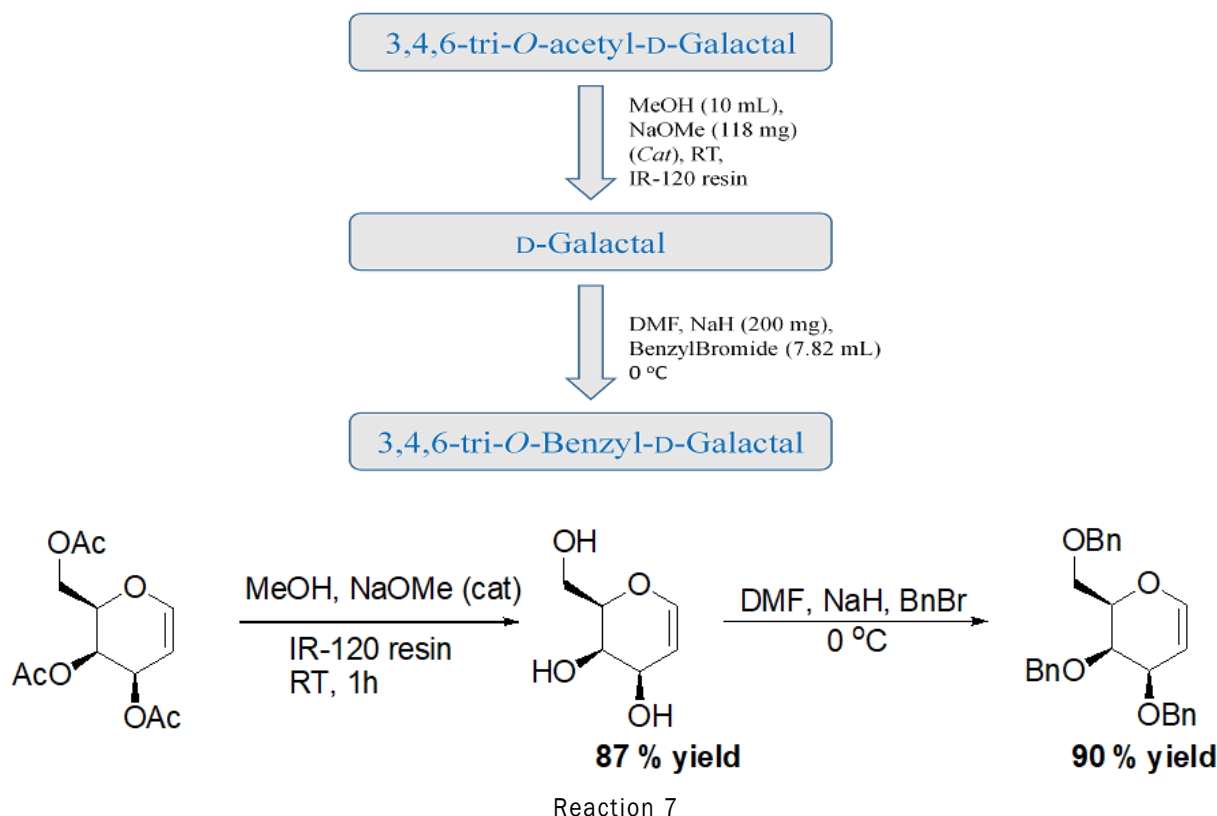 3,4,6-tri-O-acetyl-D-Galactal
MeOH (10 mL),
NaOMe (118 mg)
(Cat), RT,
IR-120 resin
D-Galactal
DMF, NaH (200 mg),
BenzylBromide (7.82 mL)
0 °C
3,4,6-tri-O-Benzyl-D-Galactal
OAc
O
AcO
OAc
MeOH, NaOMe (cat)
IR-120 resin
RT, 1h
OH
O
HO
OH
87 % yield
DMF, NaH, BnBr
0 °C
OBn
O
BnO
OBn
90 % yield
Reaction 7